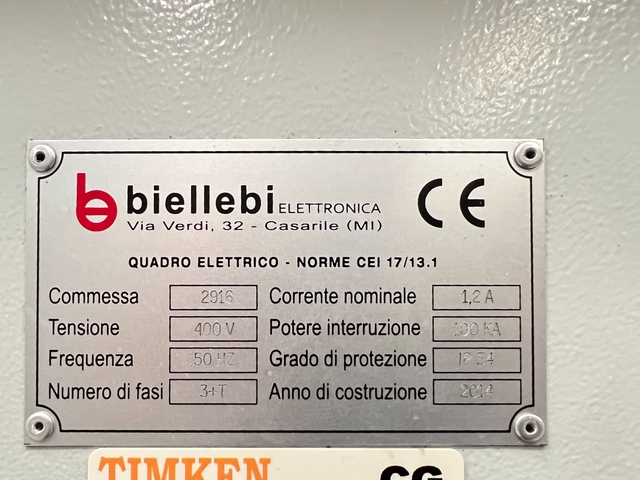 biellebi ELETTRONICA CE
Via Verdi, 32 - Casarile (MI)
QUADRO ELETTRICO - NORME CEI 17/13.1
Commessa 2916 Corrente nominale 1,2 A
Tensione 400 V Potere interruzione KA
Frequenza 50 HZ Grado di protezione
Numero di fasi 3+T Anno di costruzione 2014
TIMKEN CG